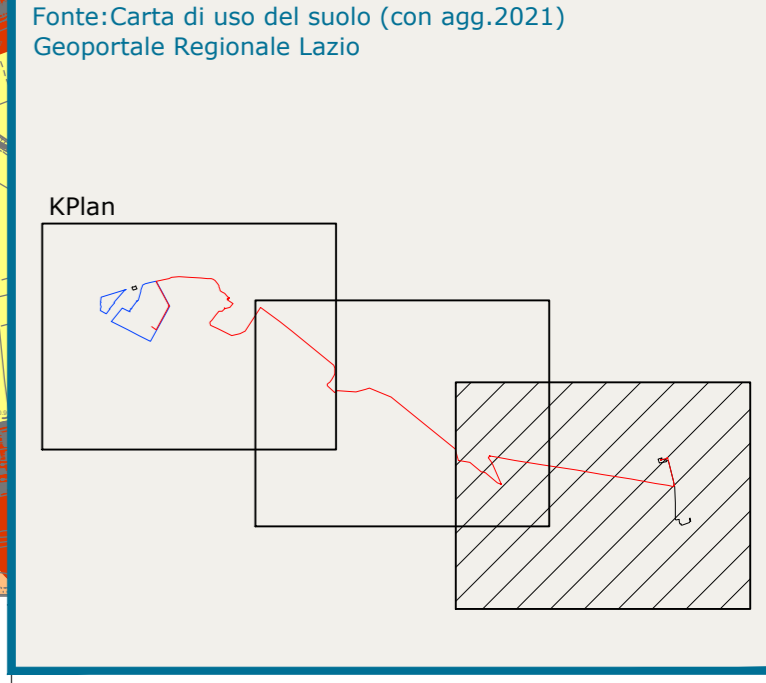 Fonte:Carta di uso del suolo (con agg.2021)
Geoportale Regionale Lazio
KPlan